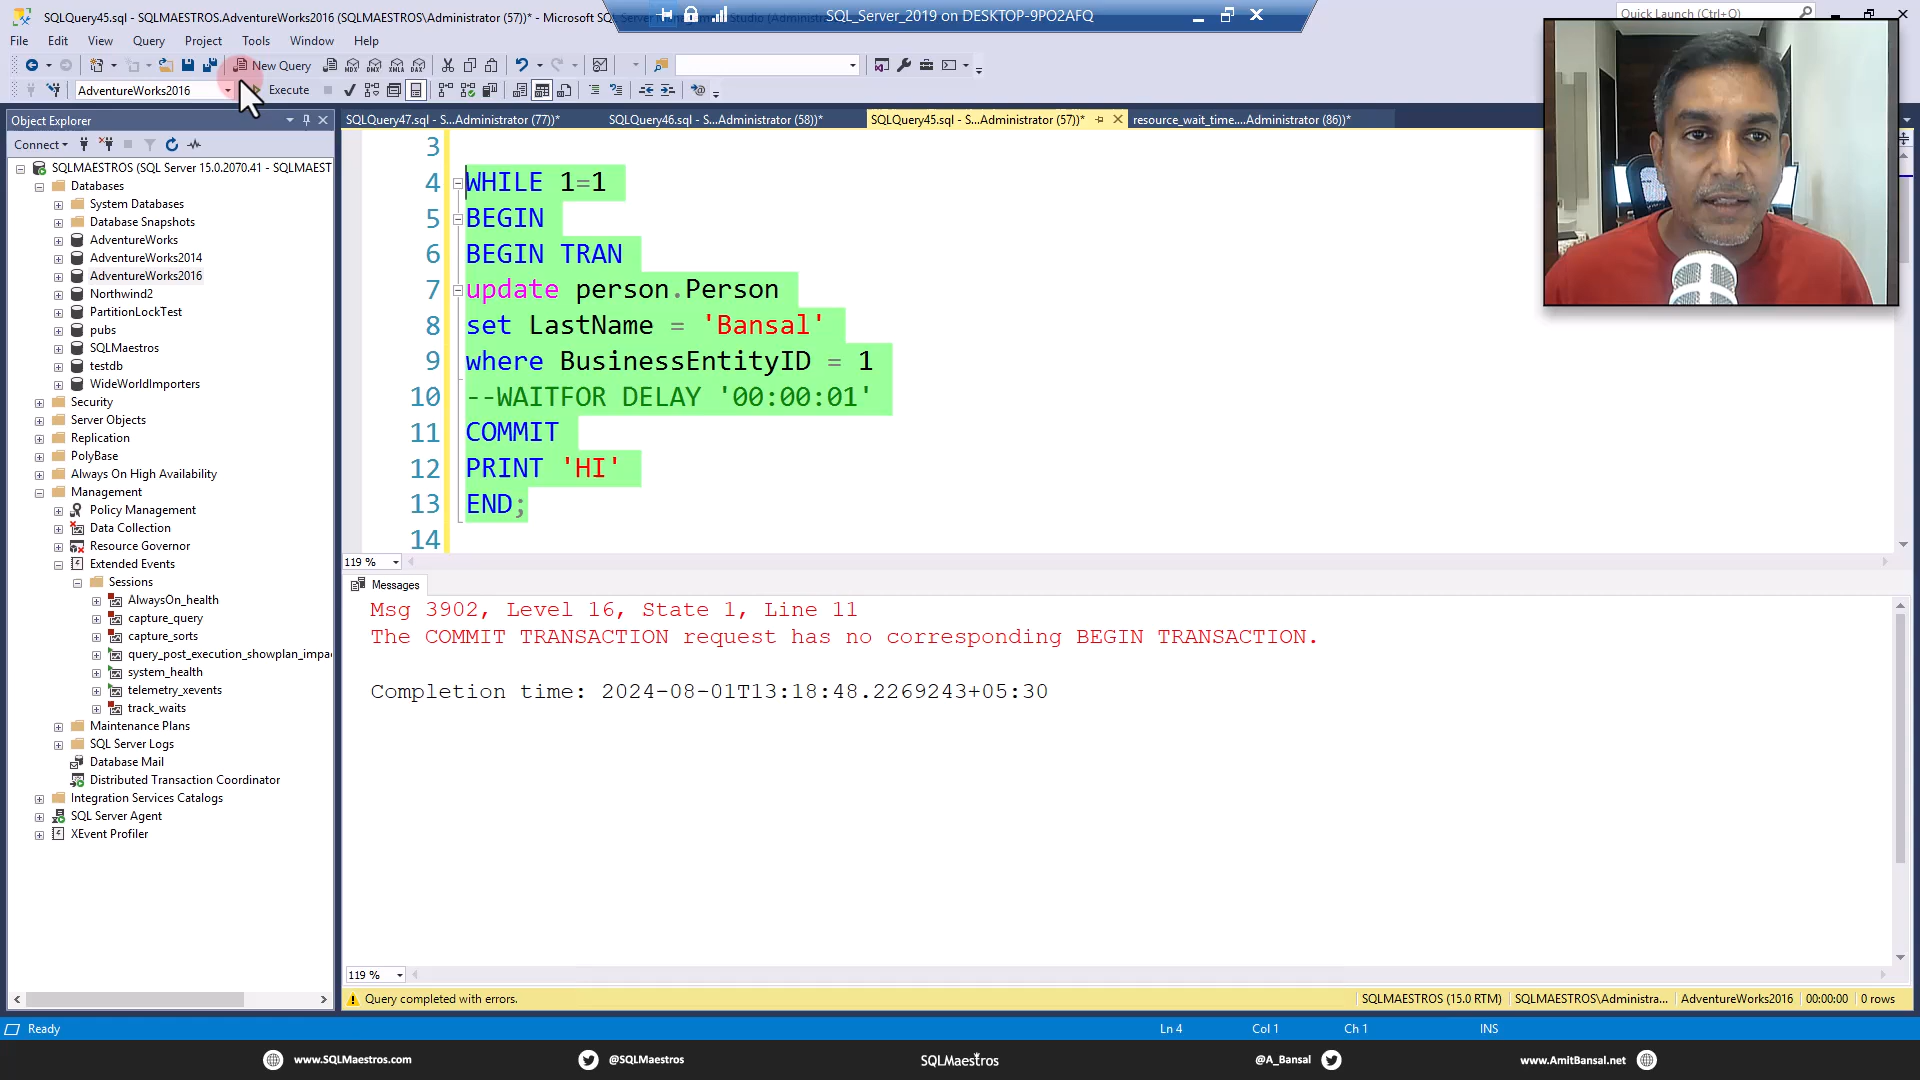 SQLQuery45.sql - SQLMAESTROS.AdventureWorks2016 (SQLMAESTROS\Administrator (57))* - Microsoft SQL
SQL_Server_2019 on DESKTOP-9PO2AFQ
Quick Launch (Ctrl+Q)
File Edit View Query Project Tools Window Help
New Query
AdventureWorks2016
Execute
Object Explorer
Connect
SQLMAESTROS (SQL Server 15.0.2070.41 - SQLMAEST
Databases
System Databases
Database Snapshots
AdventureWorks
AdventureWorks2014
AdventureWorks2016
Northwind2
PartitionLockTest
pubs
SQLMaestros
testdb
WideWorldImporters
Security
Server Objects
Replication
PolyBase
Always On High Availability
Management
Policy Management
Data Collection
Resource Governor
Extended Events
Sessions
AlwaysOn_health
capture_query
capture_sorts
query_post_execution_showplan_impa
system_health
telemetry_xevents
track_waits
Maintenance Plans
SQL Server Logs
Database Mail
Distributed Transaction Coordinator
Integration Services Catalogs
SQL Server Agent
XEvent Profiler
SQLQuery47.sql - S...Administrator (77))* SQLQuery46.sql - S...Administrator (58))* SQLQuery45.sql - S...Administrator (57))* resource_wait_time....Administrator (86))*
3
4 WHILE 1=1
5 BEGIN
6 BEGIN TRAN
7 update person.Person
8 set LastName = 'Bansal'
9 where BusinessEntityID = 1
10 --WAITFOR DELAY '00:00:01'
11 COMMIT
12 PRINT 'HI'
13 END;
14
119 %
Messages
Msg 3902, Level 16, State 1, Line 11
The COMMIT TRANSACTION request has no corresponding BEGIN TRANSACTION.
Completion time: 2024-08-01T13:18:48.2269243+05:30
119 %
Query completed with errors. SQLMAESTROS (15.0 RTM) SQLMAESTROS\Administra... AdventureWorks2016 00:00:00 0 rows
Ready Ln 4 Col 1 Ch 1 INS
www.SQLMaestros.com @SQLMaestros SQLMaestros @A_Bansal www.AmitBansal.net